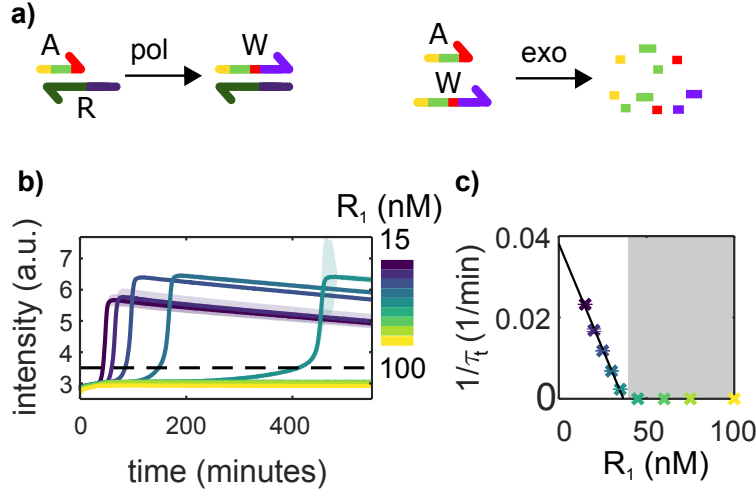 a)
A pol W
R
A exo
W
b)
R₁ (nM)
15
100
intensity (a.u.)
7
6
5
4
3
0 200 400
time (minutes)
c)
1/τₜ (1/min)
0.04
0.02
0
0 50 100
R₁ (nM)